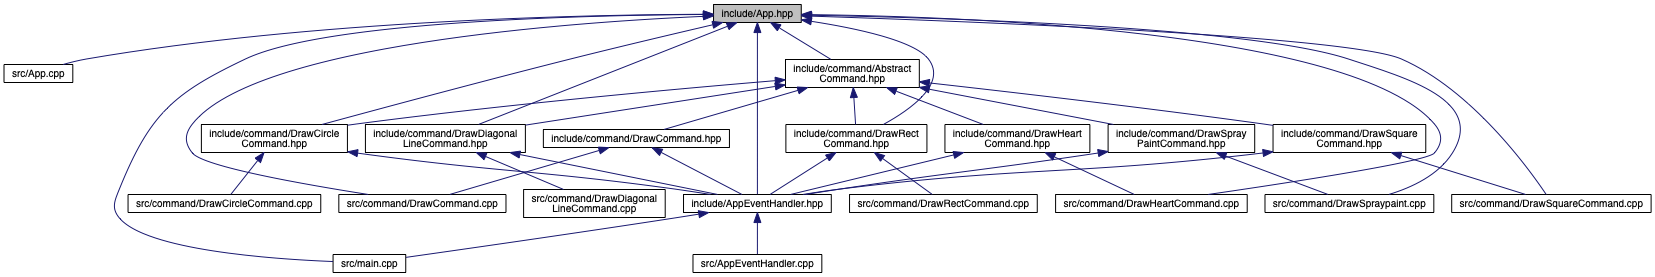 include/App.hpp
src/App.cpp
include/command/Abstract
Command.hpp
include/command/DrawCircle
Command.hpp
include/command/DrawDiagonal
LineCommand.hpp
include/command/DrawCommand.hpp
include/command/DrawRect
Command.hpp
include/command/DrawHeart
Command.hpp
include/command/DrawSpray
PaintCommand.hpp
include/command/DrawSquare
Command.hpp
src/command/DrawCircleCommand.cpp
src/command/DrawCommand.cpp
src/command/DrawDiagonal
LineCommand.cpp
include/AppEventHandler.hpp
src/command/DrawRectCommand.cpp
src/command/DrawHeartCommand.cpp
src/command/DrawSpraypaint.cpp
src/command/DrawSquareCommand.cpp
src/main.cpp
src/AppEventHandler.cpp